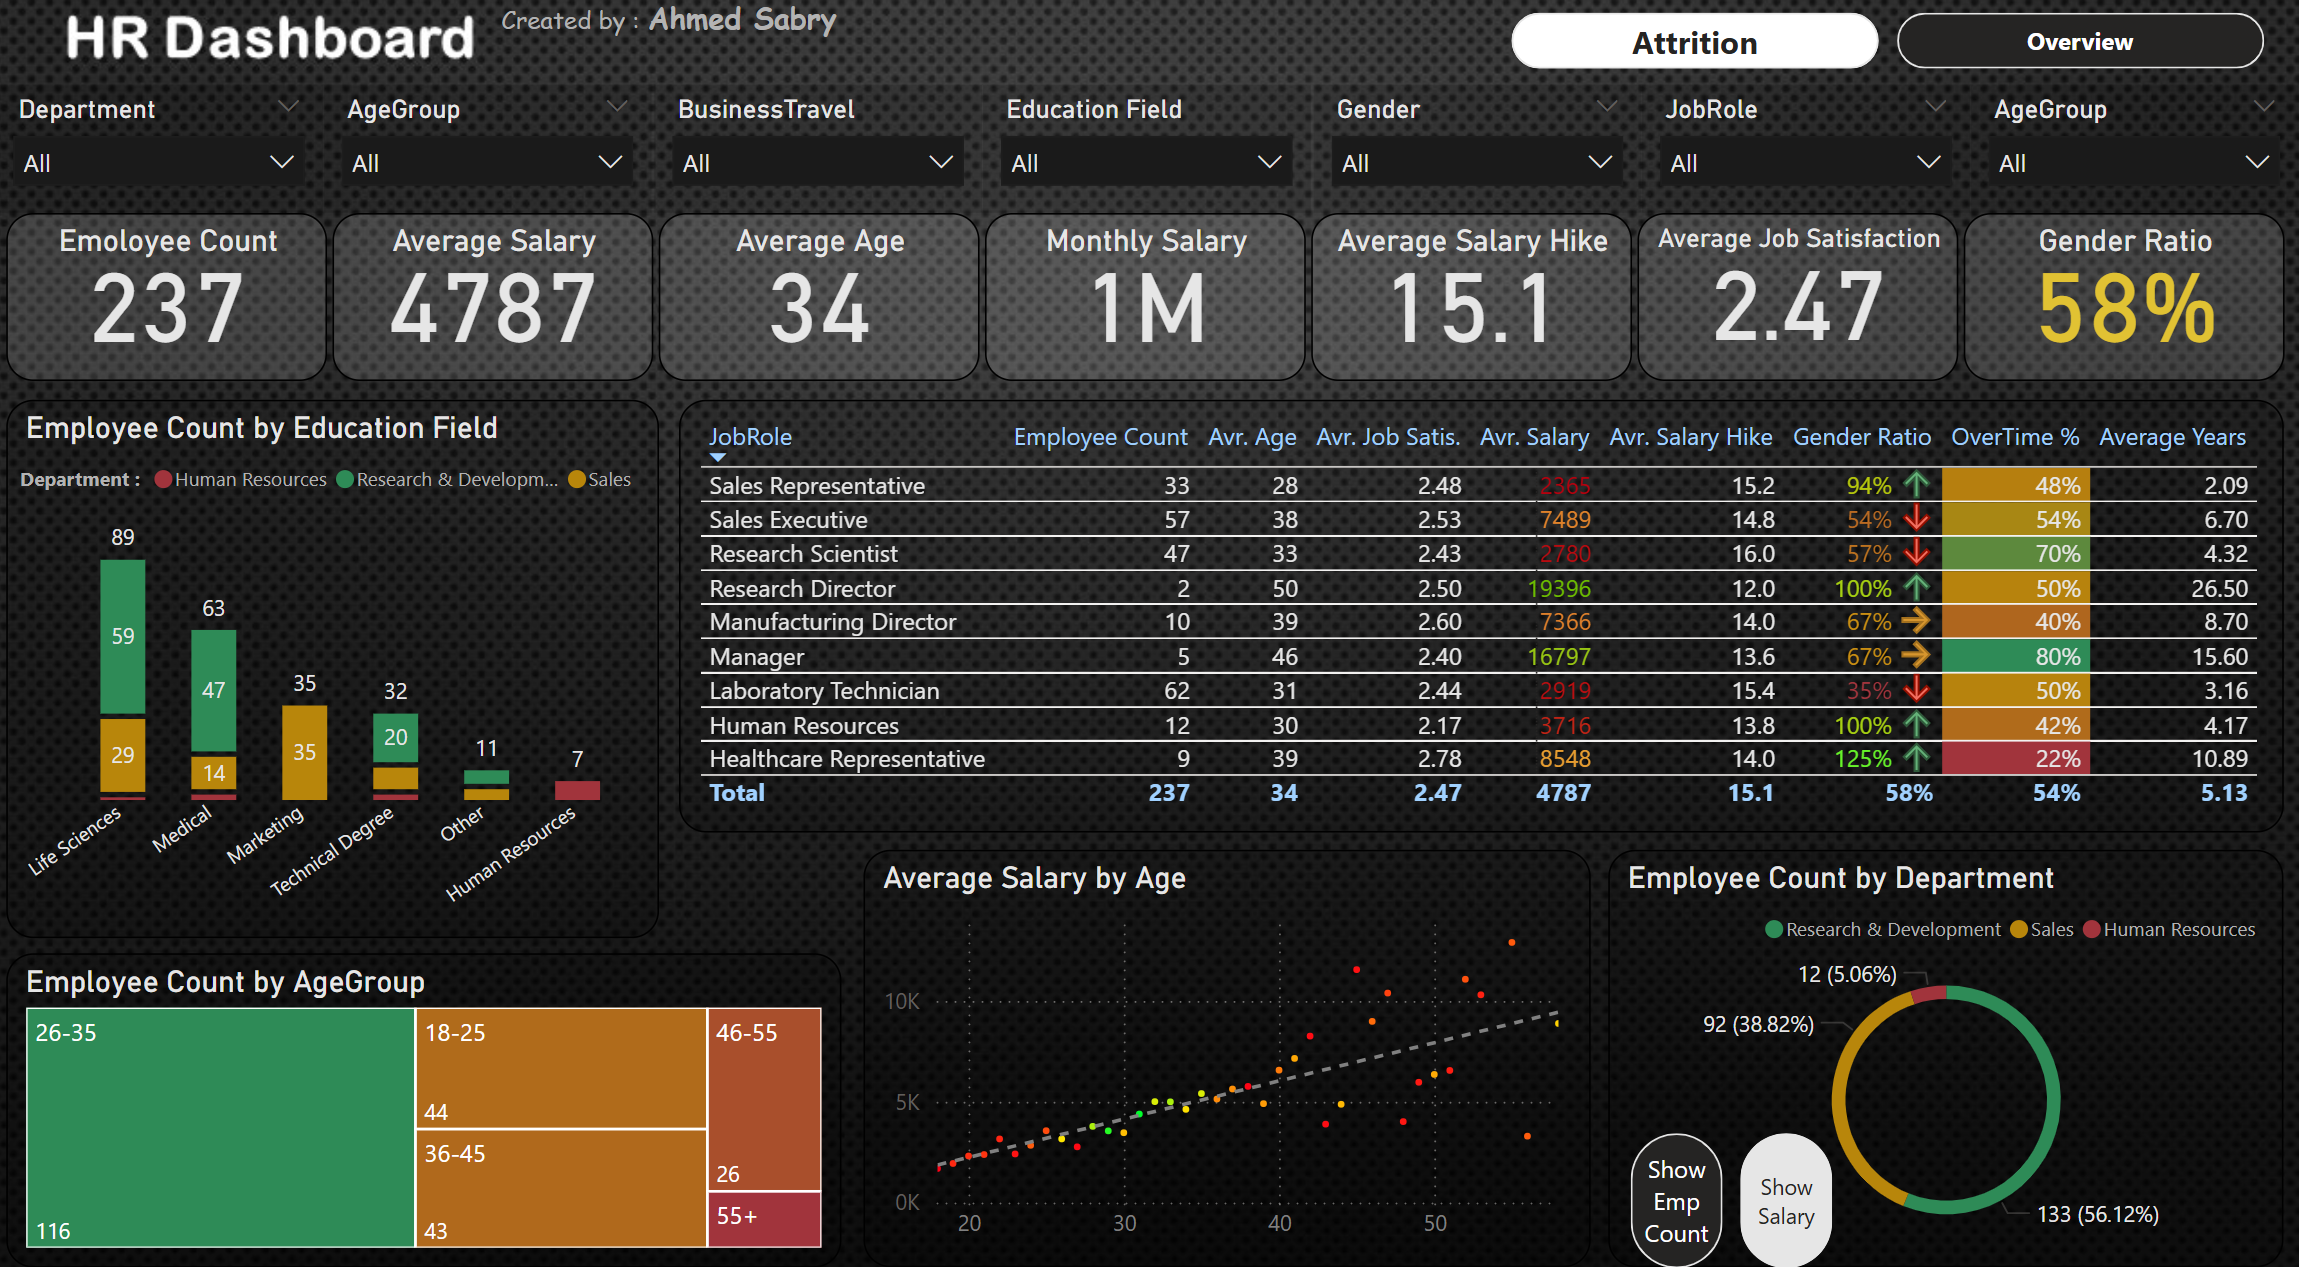 HR Dashboard
Created by : Ahmed Sabry
Attrition
Overview
Department
AgeGroup
BusinessTravel
Education Field
Gender
JobRole
AgeGroup
All
All
All
All
All
All
All
Emoloyee Count
237
Average Salary
4787
Average Age
34
Monthly Salary
1M
Average Salary Hike
15.1
Average Job Satisfaction
2.47
Gender Ratio
58%
Employee Count by Education Field
Department : Human Resources Research & Developm... Sales
89
59
29
63
47
14
35
35
32
20
11
7
Life Sciences
Medical
Marketing
Technical Degree
Other
Human Resources
JobRole Employee Count Avr. Age Avr. Job Satis. Avr. Salary Avr. Salary Hike Gender Ratio OverTime % Average Years
Sales Representative 33 28 2.48 2365 15.2 94% 48% 2.09
Sales Executive 57 38 2.53 7489 14.8 54% 54% 6.70
Research Scientist 47 33 2.43 2780 16.0 57% 70% 4.32
Research Director 2 50 2.50 19396 12.0 100% 50% 26.50
Manufacturing Director 10 39 2.60 7366 14.0 67% 40% 8.70
Manager 5 46 2.40 16797 13.6 67% 80% 15.60
Laboratory Technician 62 31 2.44 2919 15.4 35% 50% 3.16
Human Resources 12 30 2.17 3716 13.8 100% 42% 4.17
Healthcare Representative 9 39 2.78 8548 14.0 125% 22% 10.89
Total 237 34 2.47 4787 15.1 58% 54% 5.13
Employee Count by AgeGroup
26-35
116
18-25
44
36-45
43
46-55
26
55+
Average Salary by Age
10K
5K
0K
20
30
40
50
Employee Count by Department
Research & Development Sales Human Resources
12 (5.06%)
92 (38.82%)
133 (56.12%)
Show
Emp
Count
Show
Salary